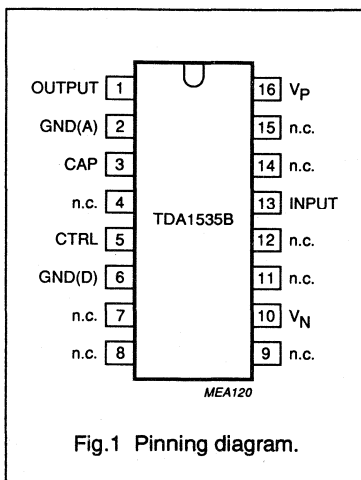 OUTPUT 1 16 VP
GND(A) 2 15 n.c.
CAP 3 14 n.c.
n.c. 4 13 INPUT
TDA1535B
CTRL 5 12 n.c.
GND(D) 6 11 n.c.
n.c. 7 10 VN
n.c. 8 9 n.c.
MEA120
Fig.1 Pinning diagram.